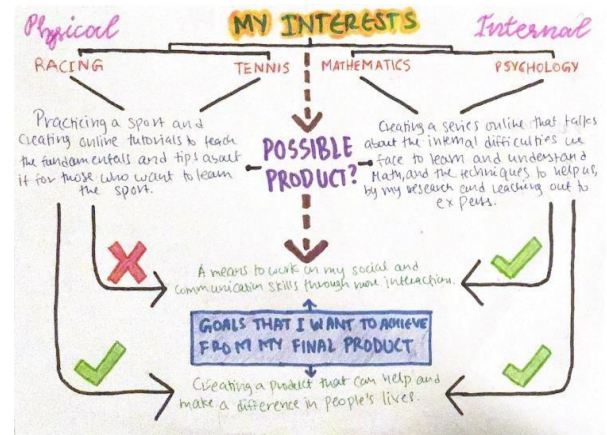 MY INTERESTS
Physical
Internal
RACING
TENNIS
MATHEMATICS
PSYCHOLOGY
Practicing a sport and
creating online tutorials to teach
the fundamentals and tips about
it for those who want to learn
the sport.
POSSIBLE
PRODUCT?
Creating a series online that talks
about the internal difficulties we
face to learn and understand
Math, and the techniques to help us,
by my research and reaching out to
experts.
A means to work on my social and
communication skills through more interaction.
GOALS THAT I WANT TO ACHIEVE
FROM MY FINAL PRODUCT
Creating a product that can help and
make a difference in people's lives.